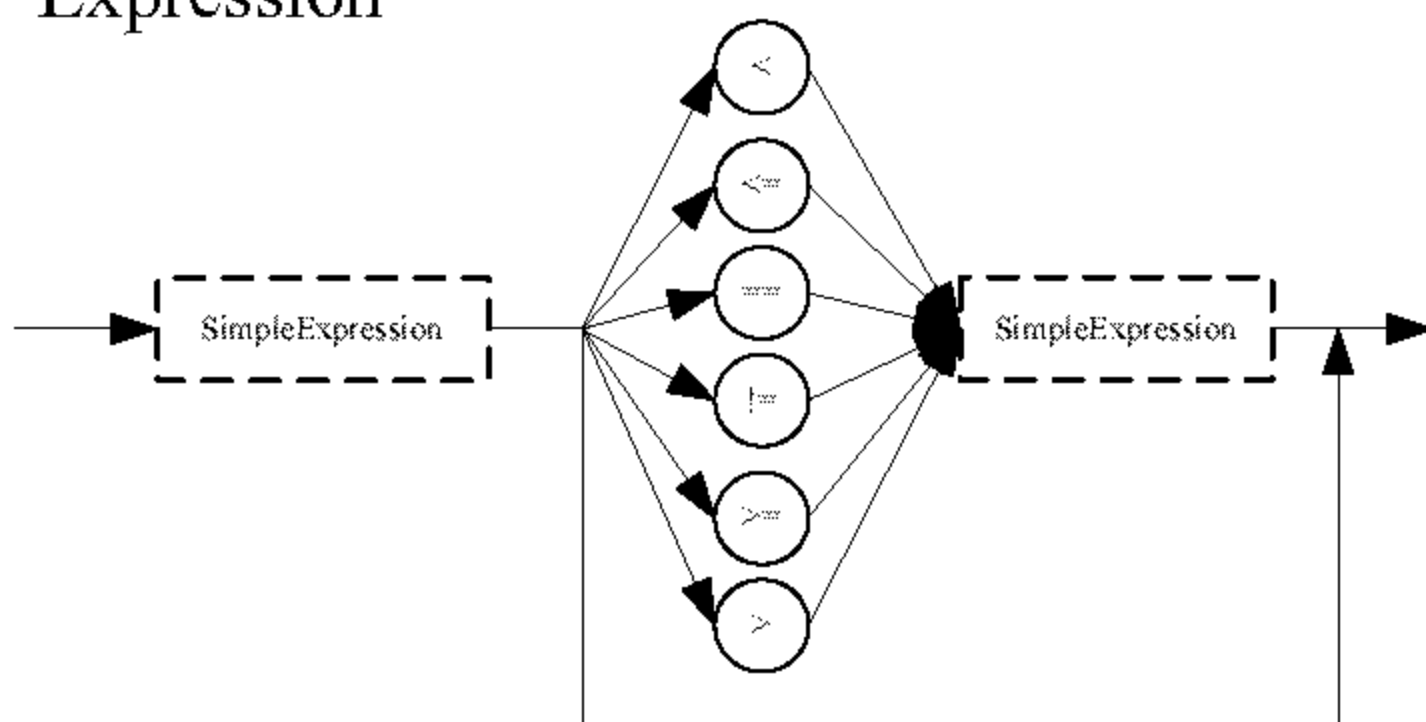 Expression
<
<=
SimpleExpression
==
SimpleExpression
!=
>=
>